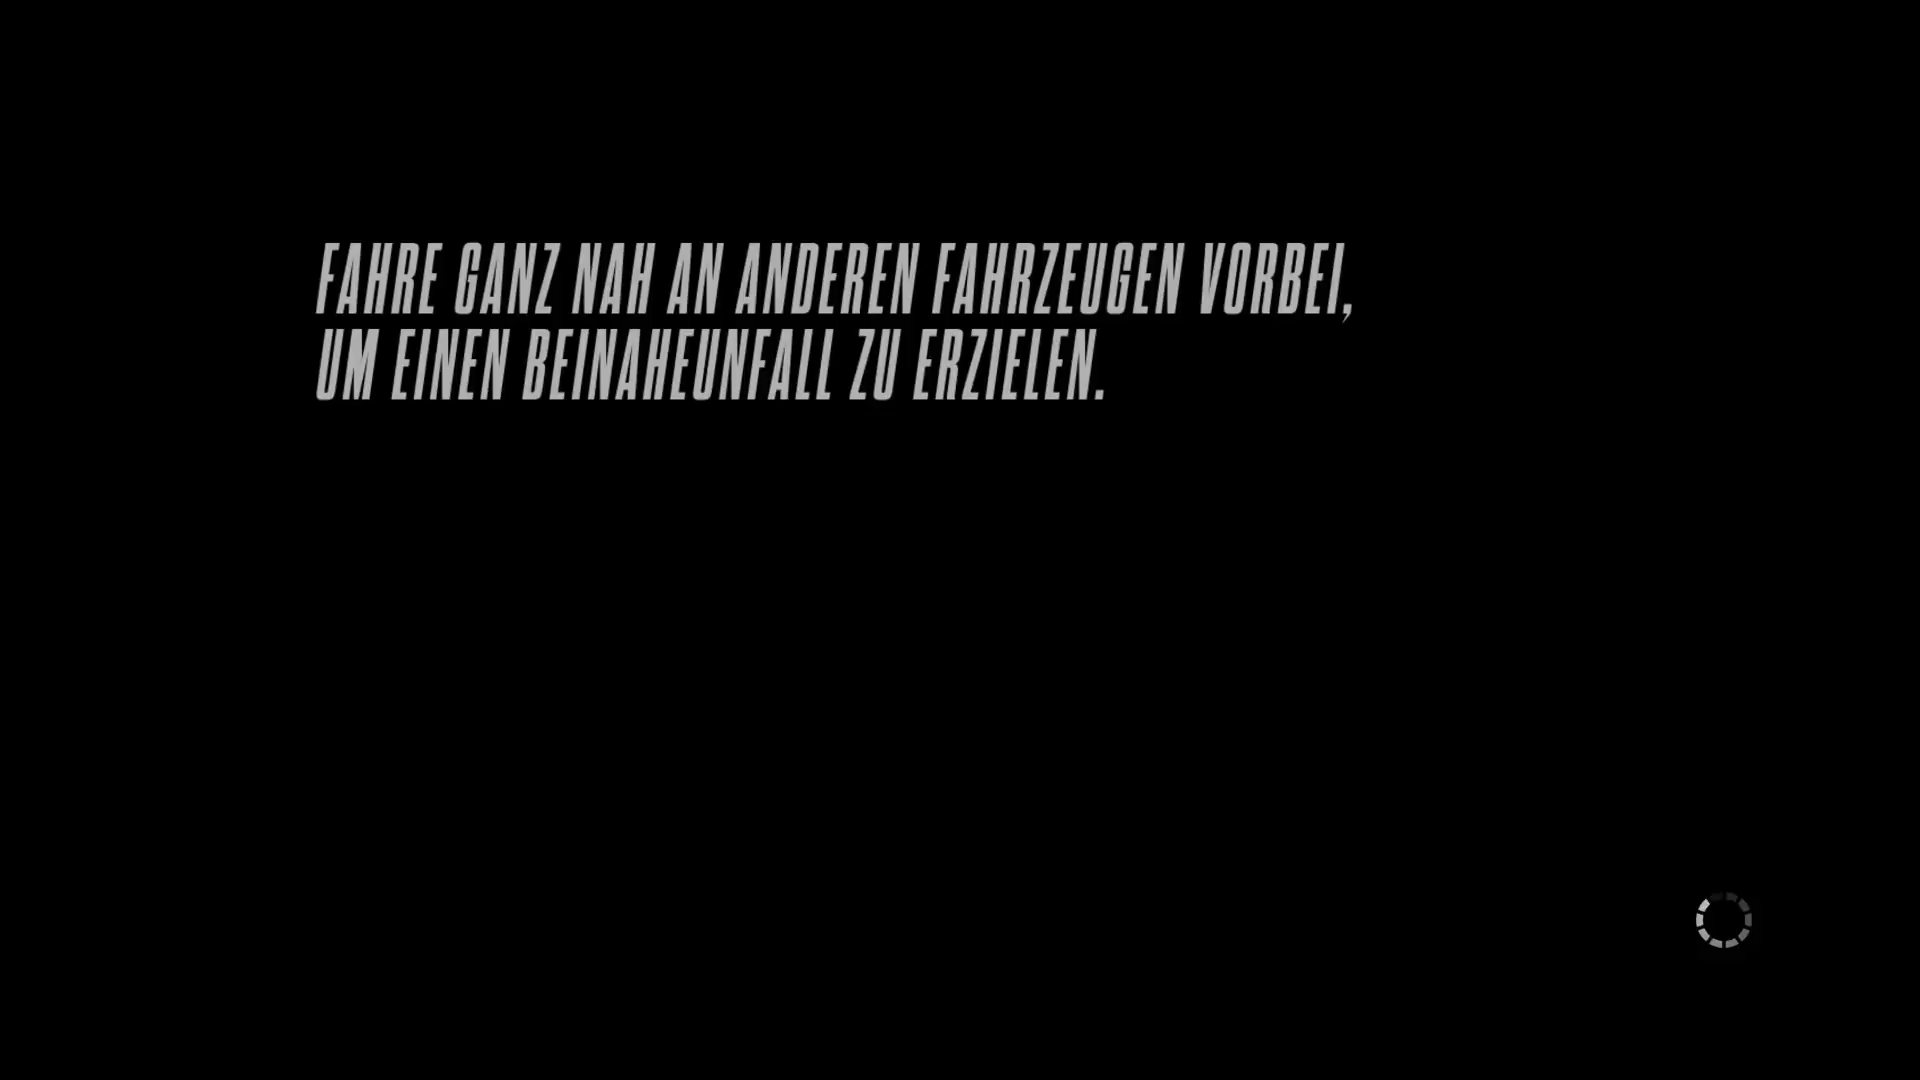 FAHRE GANZ NAH AN ANDEREN FAHRZEUGEN VORBEI,
UM EINEN BEINAHEUNFALL ZU ERZIELEN.